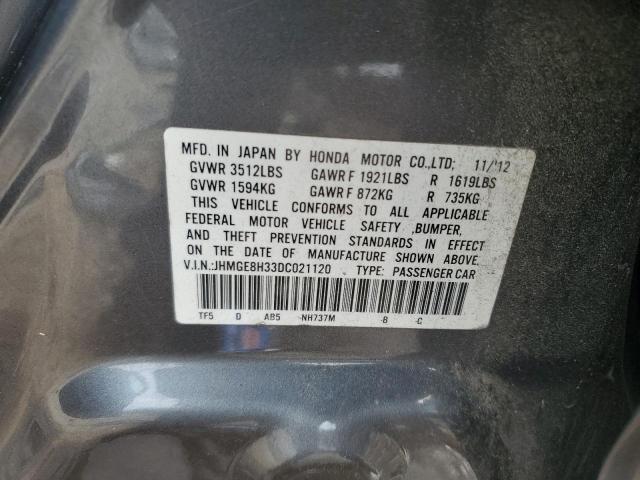 MFD. IN JAPAN BY HONDA MOTOR CO.,LTD; 11/'12
GVWR 3512LBS GAWR F 1921LBS R 1619LBS
GVWR 1594KG GAWR F 872KG R 735KG
THIS VEHICLE CONFORMS TO ALL APPLICABLE
FEDERAL MOTOR VEHICLE SAFETY ,BUMPER,
AND THEFT PREVENTION STANDARDS IN EFFECT
ON THE DATE OF MANUFACTURE SHOWN ABOVE.
V.I.N.:JHMGE8H33DC021120 TYPE: PASSENGER CAR
TF5 D AB5 NH737M -B -C